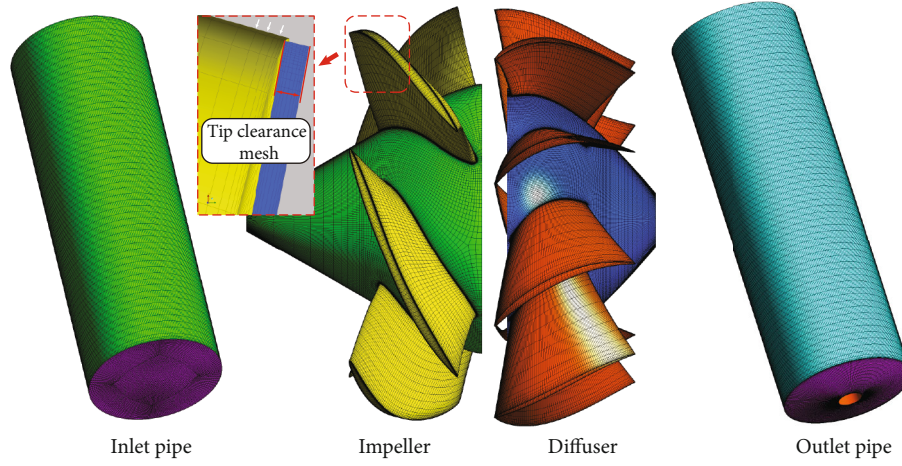 Tip clearance
mesh
Inlet pipe
Impeller
Diffuser
Outlet pipe